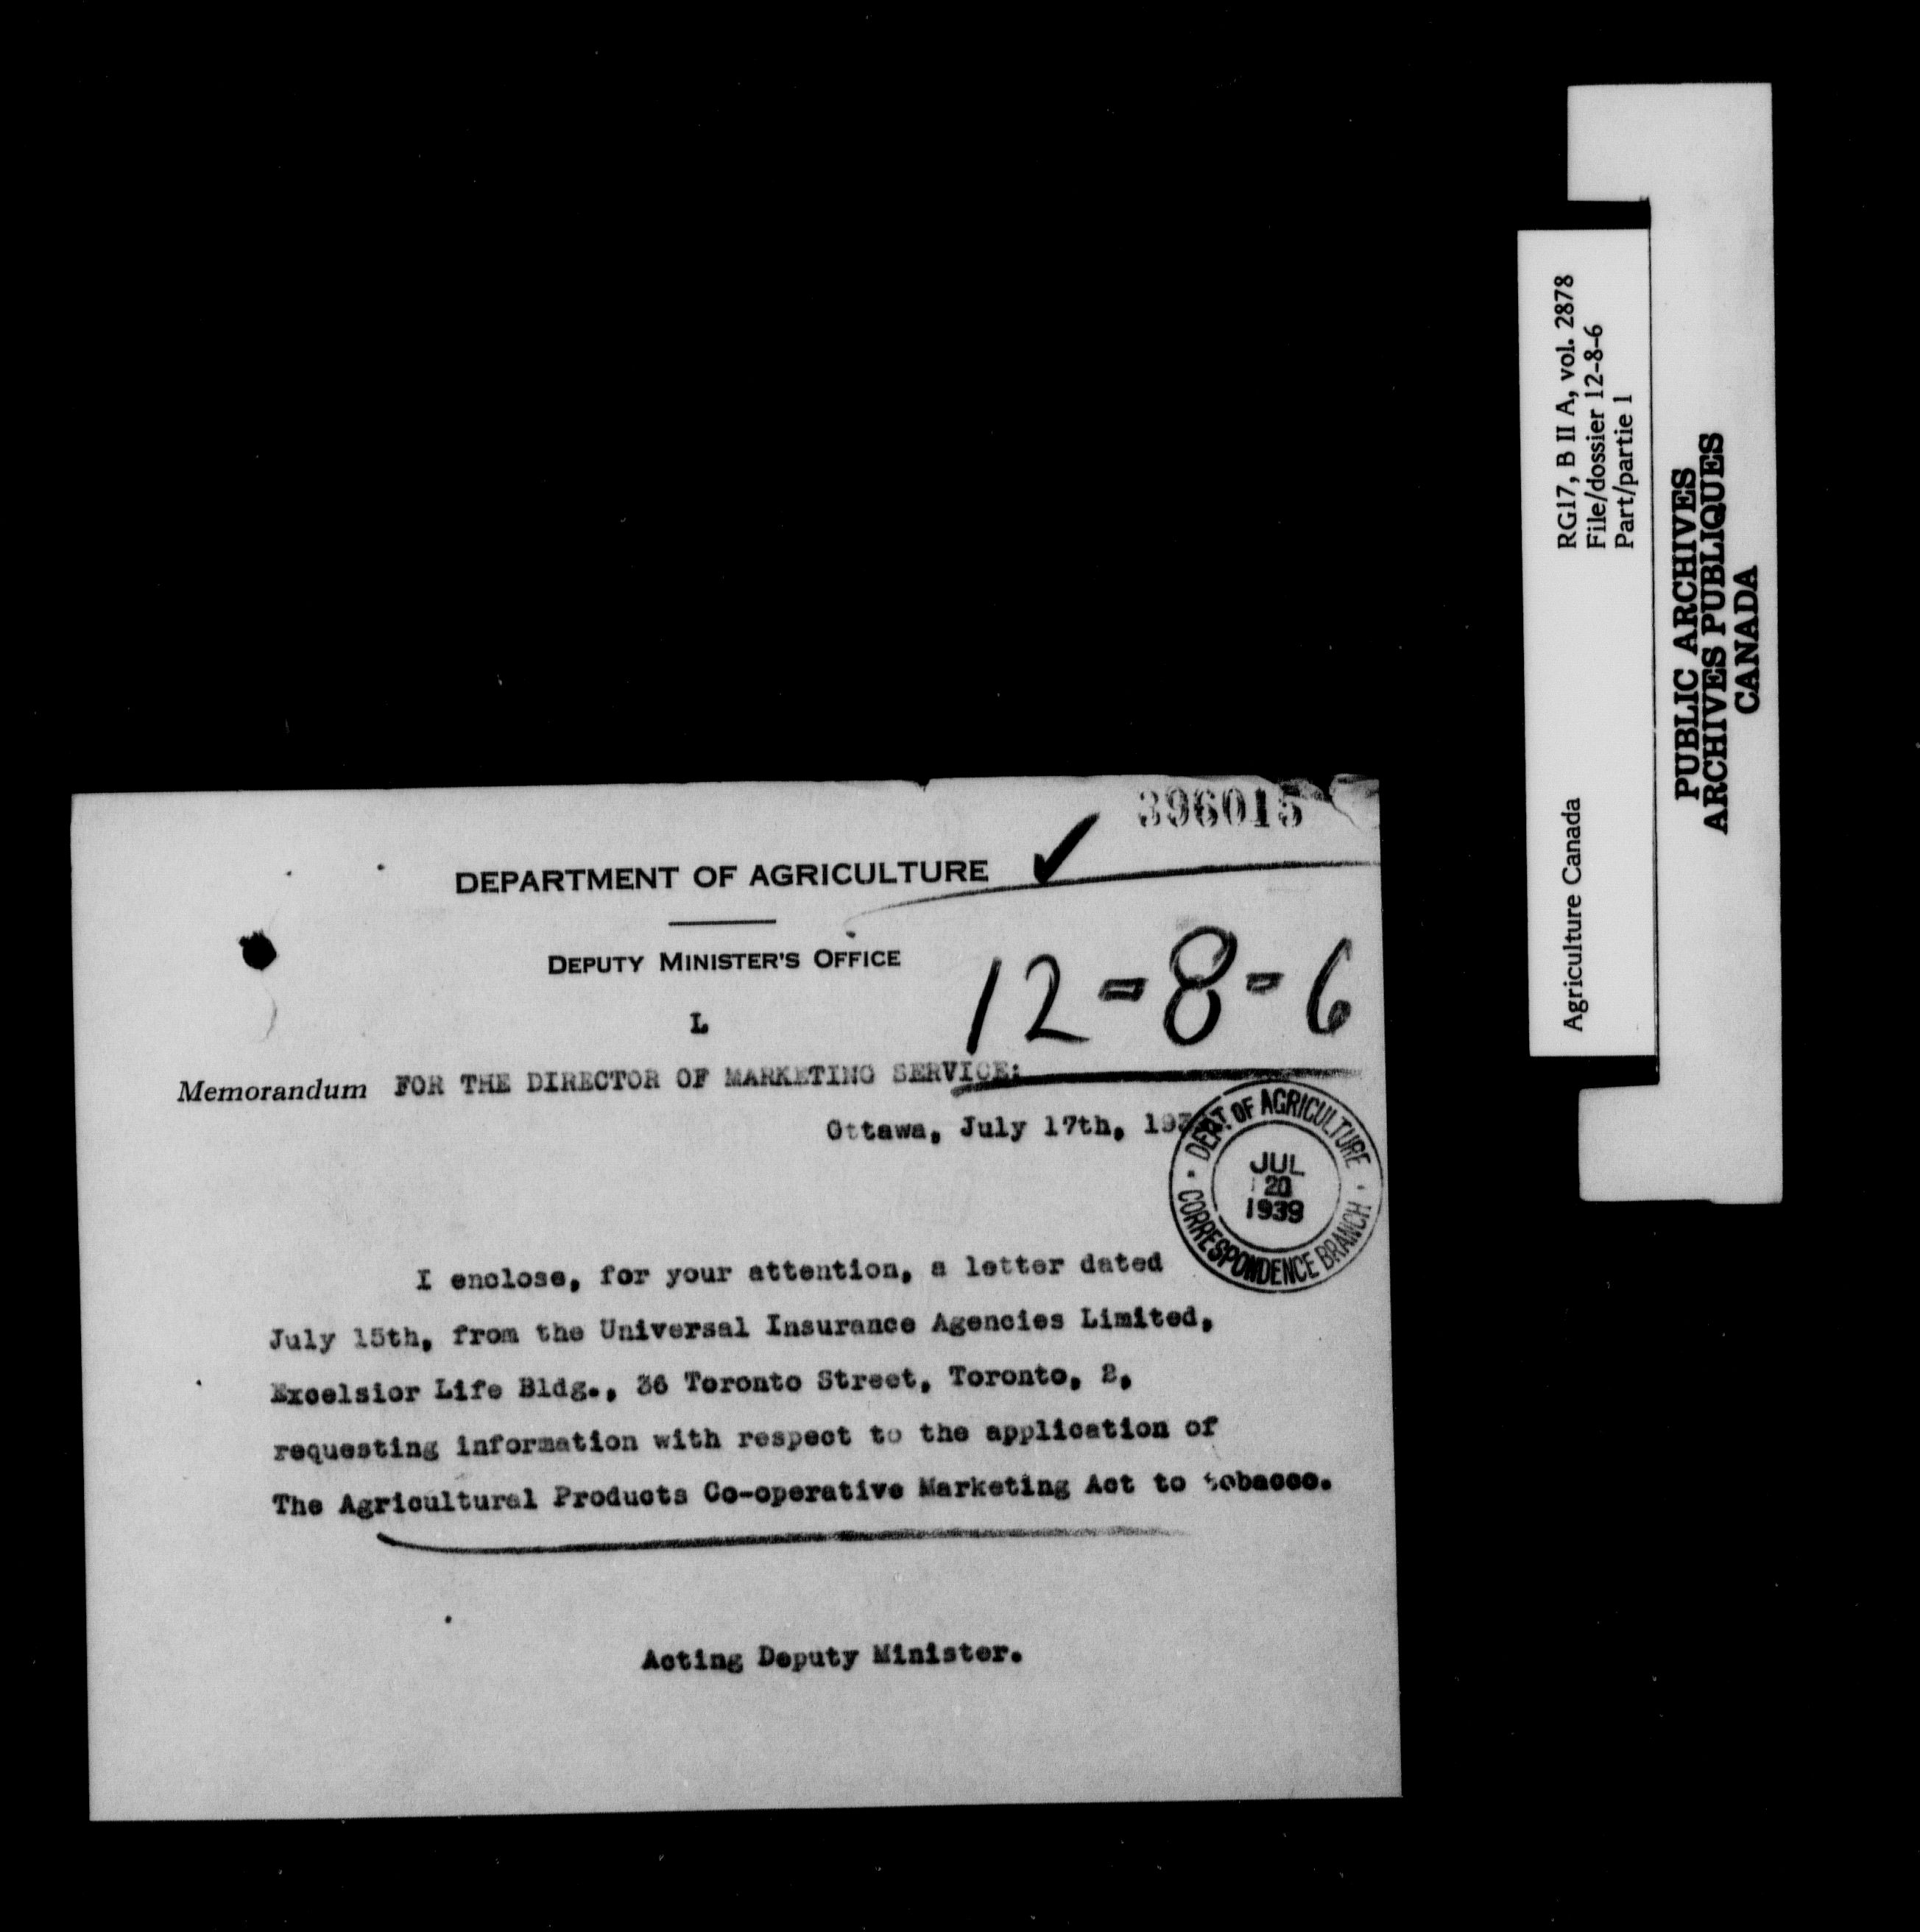 396015
DEPARTMENT OF AGRICULTURE
DEPUTY MINISTER'S OFFICE
12-8-6
L
Memorandum FOR THE DIRECTOR OF MARKETING SERVICE:
Ottawa, July 17th, 193
DEPT. OF AGRICULTURE
JUL
20
1939
CORRESPONDENCE BRANCH
I enclose, for your attention, a letter dated
July 15th, from the Universal Insurance Agencies Limited,
Excelsior Life Bldg., 36 Toronto Street, Toronto, 2,
requesting information with respect to the application of
The Agricultural Products Co-operative Marketing Act to tobacco.
Acting Deputy Minister.
Agriculture Canada
RG17, B II A, vol. 2878
File/dossier 12-8-6
Part/partie 1
PUBLIC ARCHIVES
ARCHIVES PUBLIQUES
CANADA